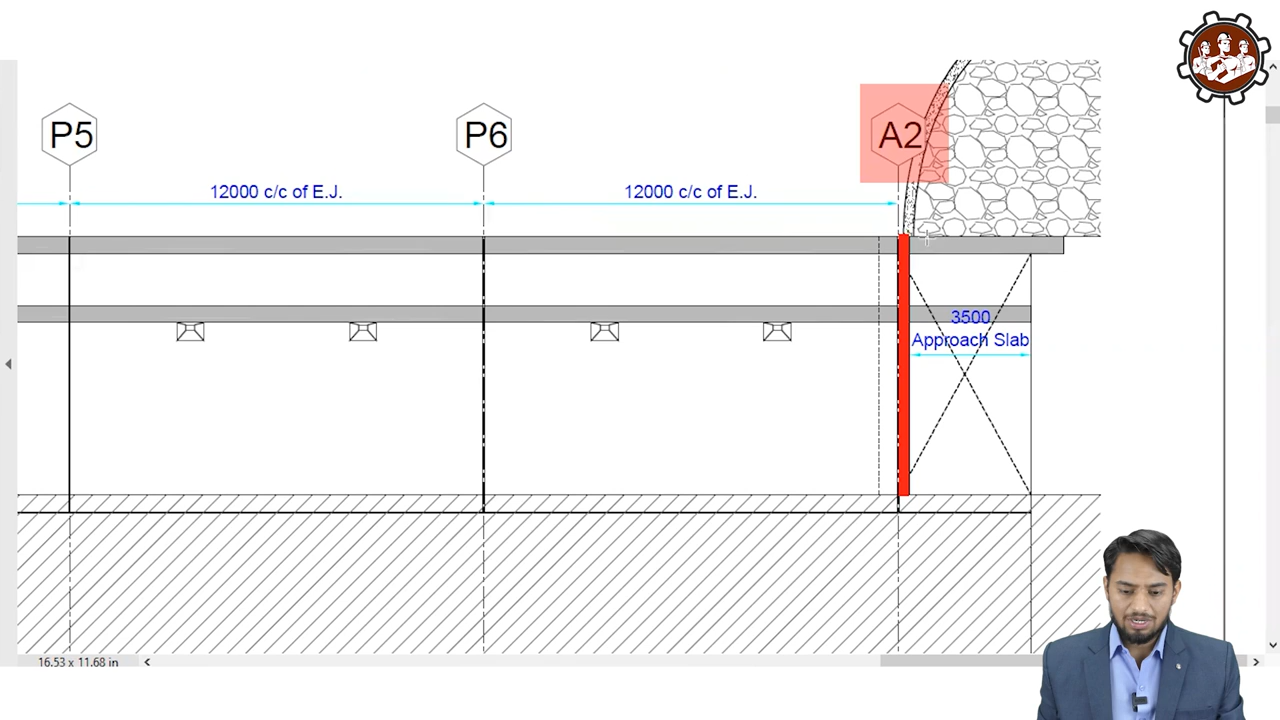 P5
P6
A2
12000 c/c of E.J.
12000 c/c of E.J.
3500
Approach Slab
16.53 x 11.68 in